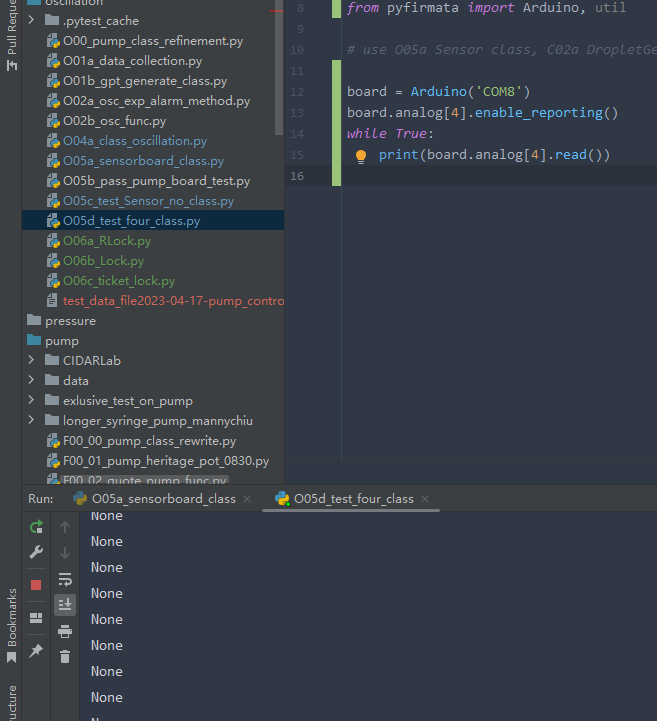 Pull Reque
oscillation
.pytest_cache
O00_pump_class_refinement.py
O01a_data_collection.py
O01b_gpt_generate_class.py
O02a_osc_exp_alarm_method.py
O02b_osc_func.py
O04a_class_oscillation.py
O05a_sensorboard_class.py
O05b_pass_pump_board_test.py
O05c_test_Sensor_no_class.py
O05d_test_four_class.py
O06a_RLock.py
O06b_Lock.py
O06c_ticket_lock.py
test_data_file2023-04-17-pump_contro
pressure
pump
CIDARLab
data
exlusive_test_on_pump
longer_syringe_pump_mannychiu
F00_00_pump_class_rewrite.py
F00_01_pump_heritage_pot_0830.py
F00_02_quote_pump_func.py
8 from pyfirmata import Arduino, util
9
10 # use O05a Sensor class, C02a DropletGe
11
12 board = Arduino('COM8')
13 board.analog[4].enable_reporting()
14 while True:
15 print(board.analog[4].read())
16
Run: O05a_sensorboard_class × O05d_test_four_class ×
None
None
None
None
None
None
None
None
Bookmarks
ucture